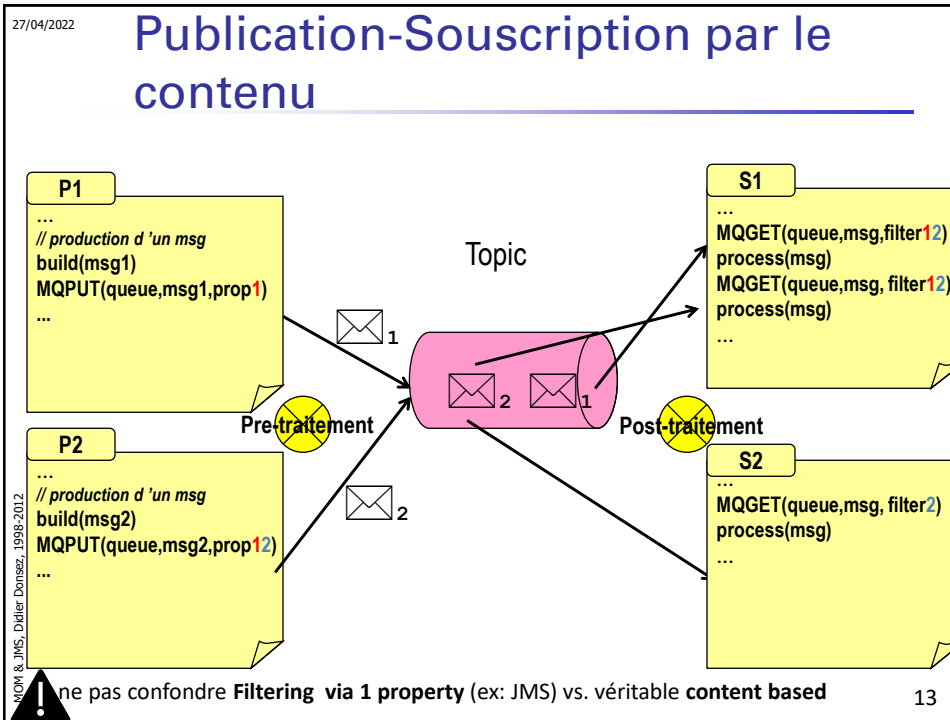 27/04/2022
Publication-Souscription par le
contenu
P1
…
// production d 'un msg
build(msg1)
MQPUT(queue,msg1,prop1)
...
P2
…
// production d 'un msg
build(msg2)
MQPUT(queue,msg2,prop12)
...
Topic
1
2
2
1
Pre-traitement
Post-traitement
S1
…
MQGET(queue,msg,filter12)
process(msg)
MQGET(queue,msg, filter12)
process(msg)
…
S2
…
MQGET(queue,msg, filter2)
process(msg)
…
MOM & JMS, Didier Donsez, 1998-2012
ne pas confondre Filtering via 1 property (ex: JMS) vs. véritable content based
13